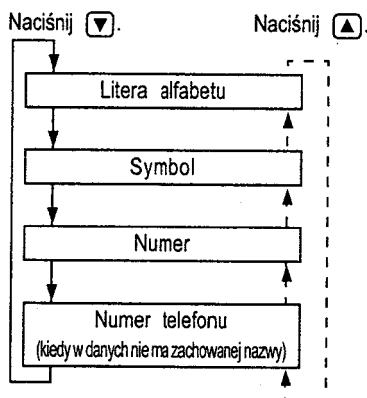 Naciśnij ▼.
Naciśnij ▲.
Litera alfabetu
Symbol
Numer
Numer telefonu
(kiedy w danych nie ma zachowanej nazwy)